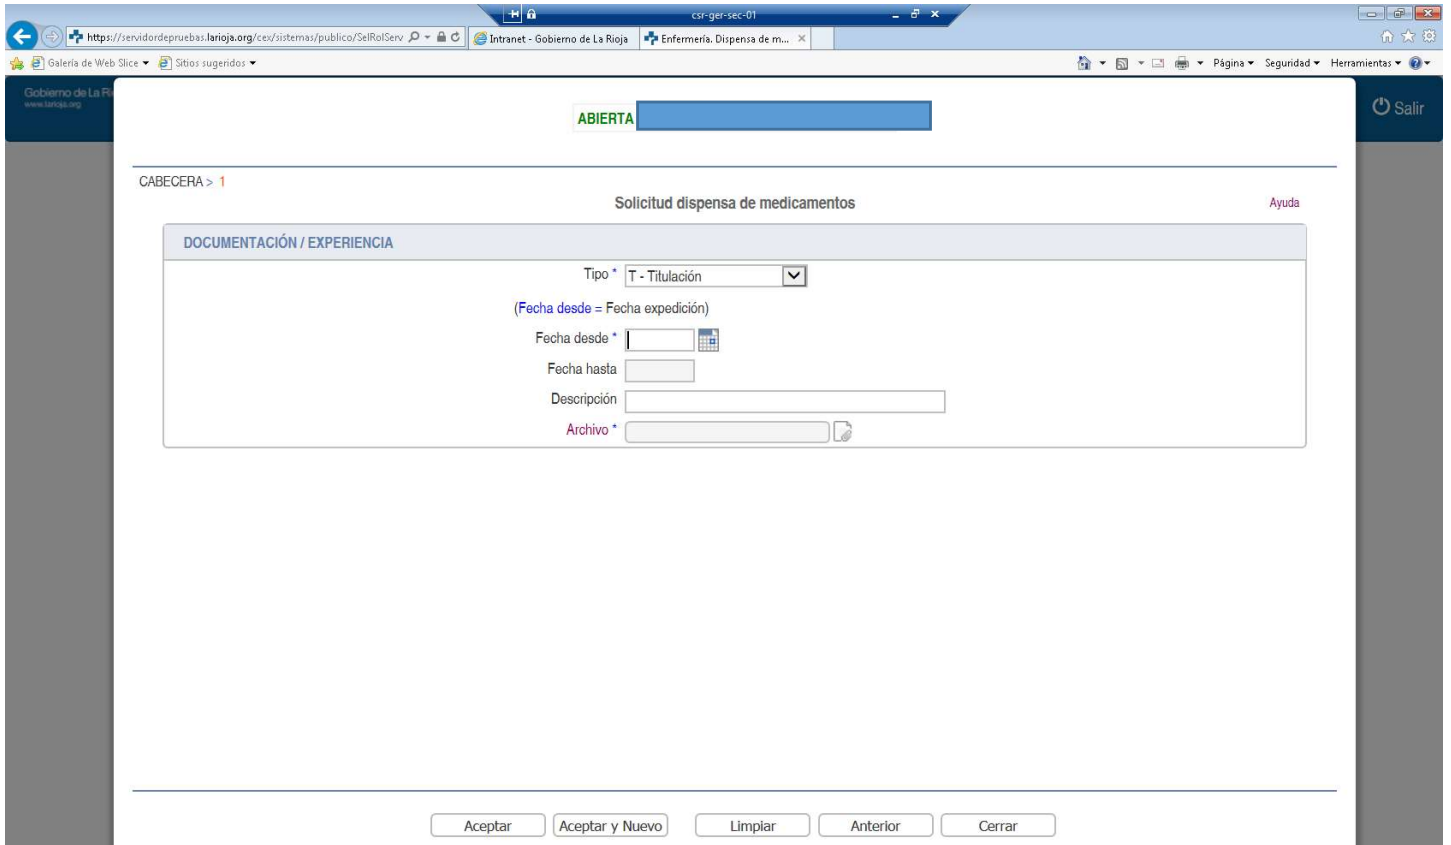 csr-ger-sec-01
https://servidordepruebas.larioja.org/cex/sistemas/publico/SelRolServ
Intranet - Gobierno de La Rioja
Enfermería. Dispensa de m...
Galería de Web Slice
Sitios sugeridos
Página
Seguridad
Herramientas
Gobierno de La
www.larioja.org
Salir
ABIERTA
CABECERA > 1
Solicitud dispensa de medicamentos
Ayuda
DOCUMENTACIÓN / EXPERIENCIA
Tipo * T - Titulación
(Fecha desde = Fecha expedición)
Fecha desde *
Fecha hasta
Descripción
Archivo *
Aceptar
Aceptar y Nuevo
Limpiar
Anterior
Cerrar